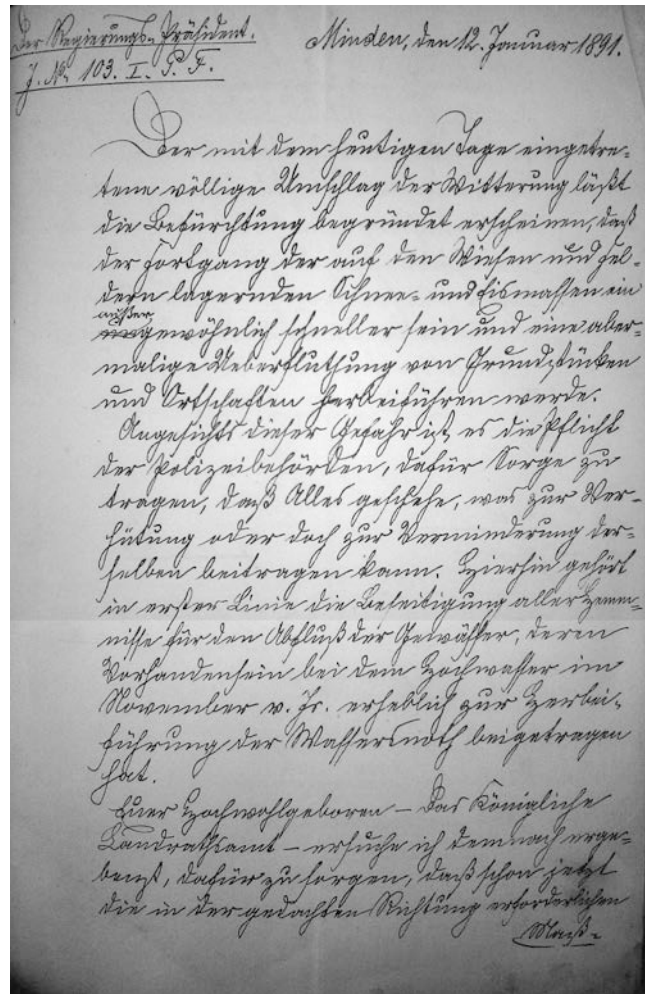 Der Regierungs-Präsident.
J. No. 103. I. P. F.
Minden, den 12. Januar 1891.
Der mit dem heutigen Tage eingetre-
tene völlige Umschlag der Witterung läßt
die Befürchtung begründet erscheinen, daß
der Fortgang der auf den Wiesen und Fel-
dern lagernden Schnee- und Eismassen ein
außer
ungewöhnlich schneller sein und eine aber-
malige Ueberfluthung von Grundstücken
und Ortschaften herbeiführen werde.
Angesichts dieser Gefahr ist es die Pflicht
der Polizeibehörden, dafür Sorge zu
tragen, daß Alles geschehe, was zur Ver-
hütung oder doch zur Verminderung der-
selben beitragen kann. Hierhin gehört
in erster Linie die Beseitigung aller Hemm-
nisse für den Abfluß der Gewässer, deren
Vorhandensein bei dem Hochwasser im
November v. Js. erheblich zur Herbei-
führung der Wassersnoth beigetragen
hat.
Euer Hochwohlgeboren – Das Königliche
Landrathsamt – ersuche ich demnach erge-
benst, dafür zu sorgen, daß schon jetzt
die in der gedachten Richtung erforderlichen
Maß-